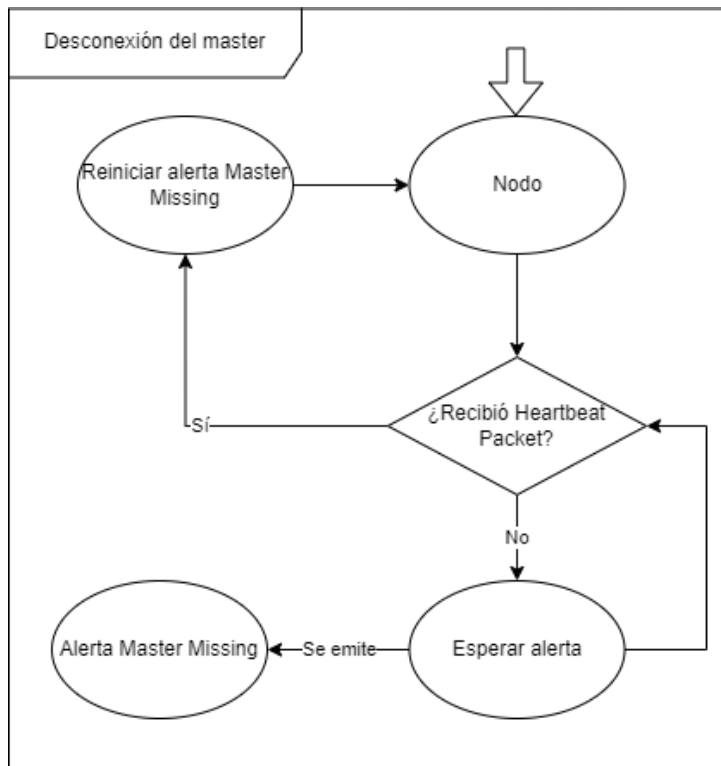 Desconexión del master
Reiniciar alerta Master
Missing
Nodo
¿Recibió Heartbeat
Packet?
Sí
No
Alerta Master Missing
Se emite
Esperar alerta